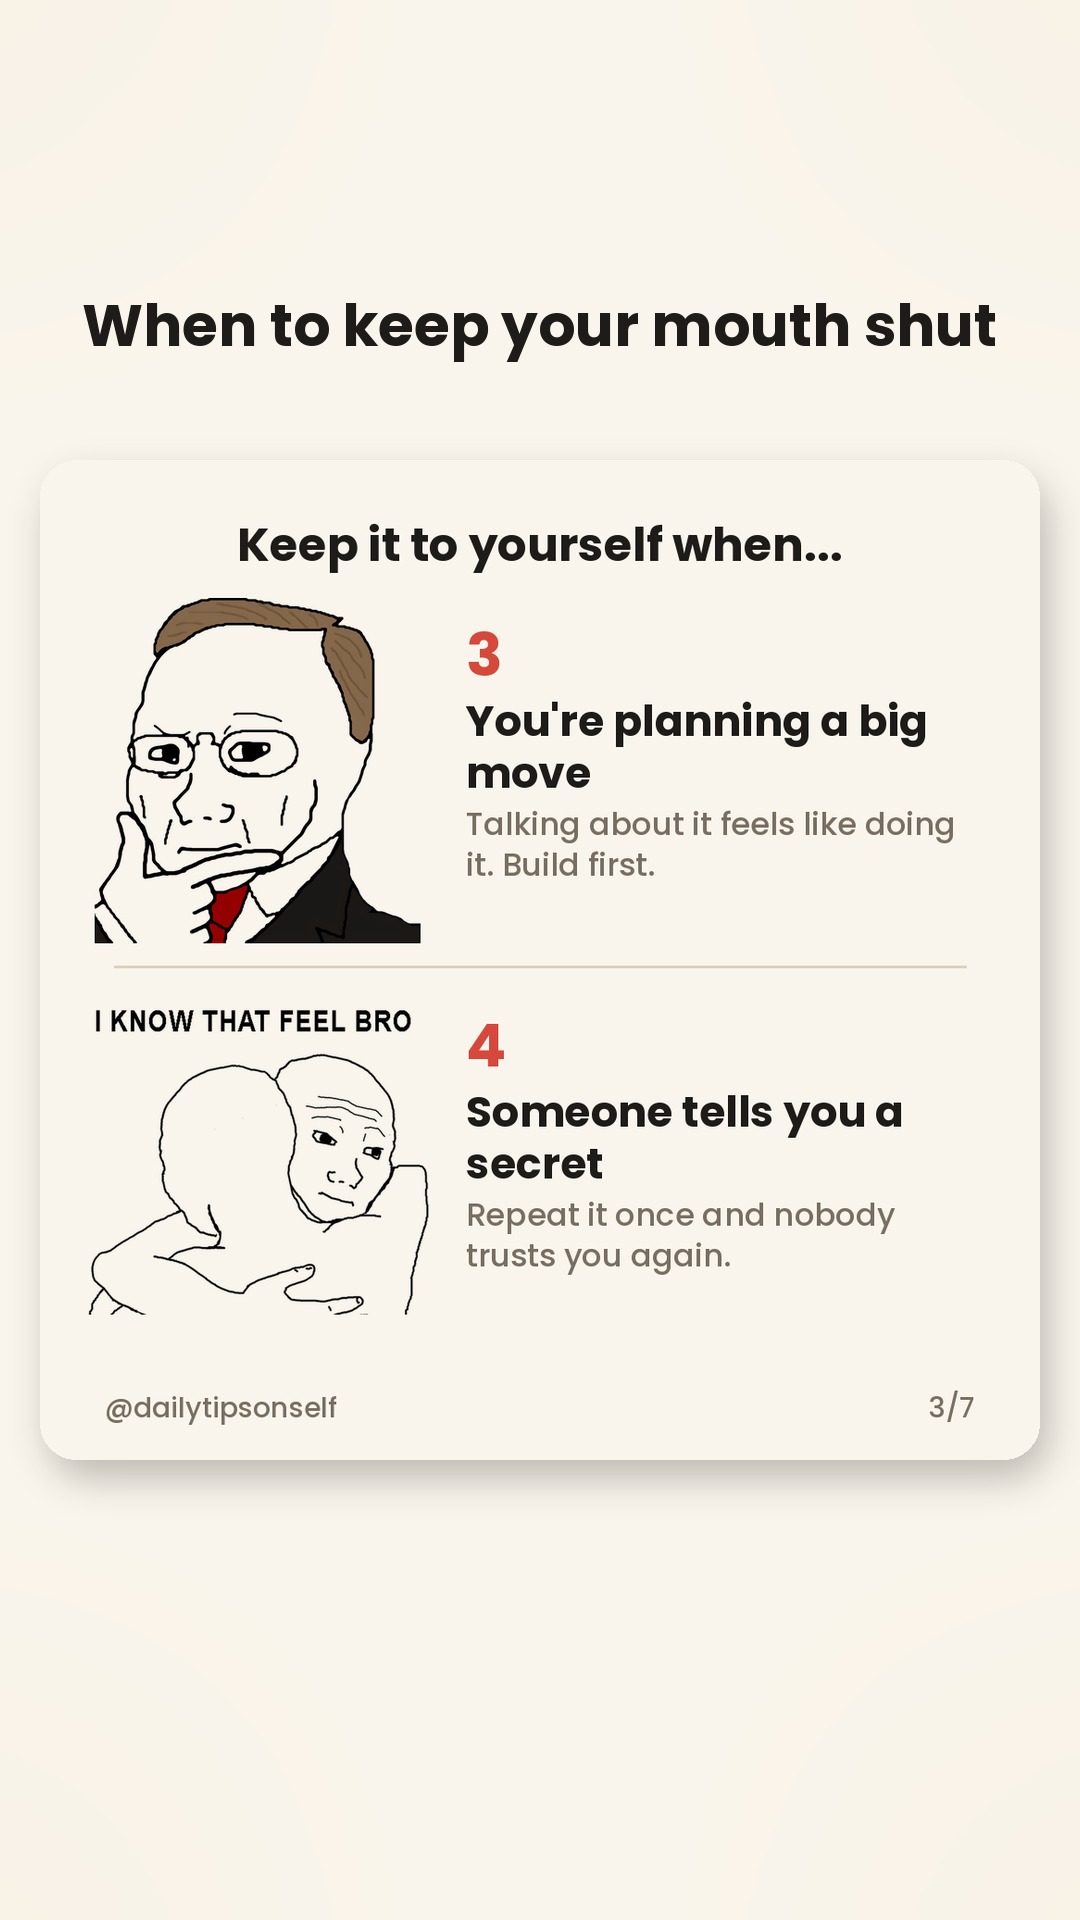 When to keep your mouth shut
Keep it to yourself when...
3
You're planning a big
move
Talking about it feels like doing
it. Build first.
I KNOW THAT FEEL BRO
4
Someone tells you a
secret
Repeat it once and nobody
trusts you again.
@dailytipsonself
3/7